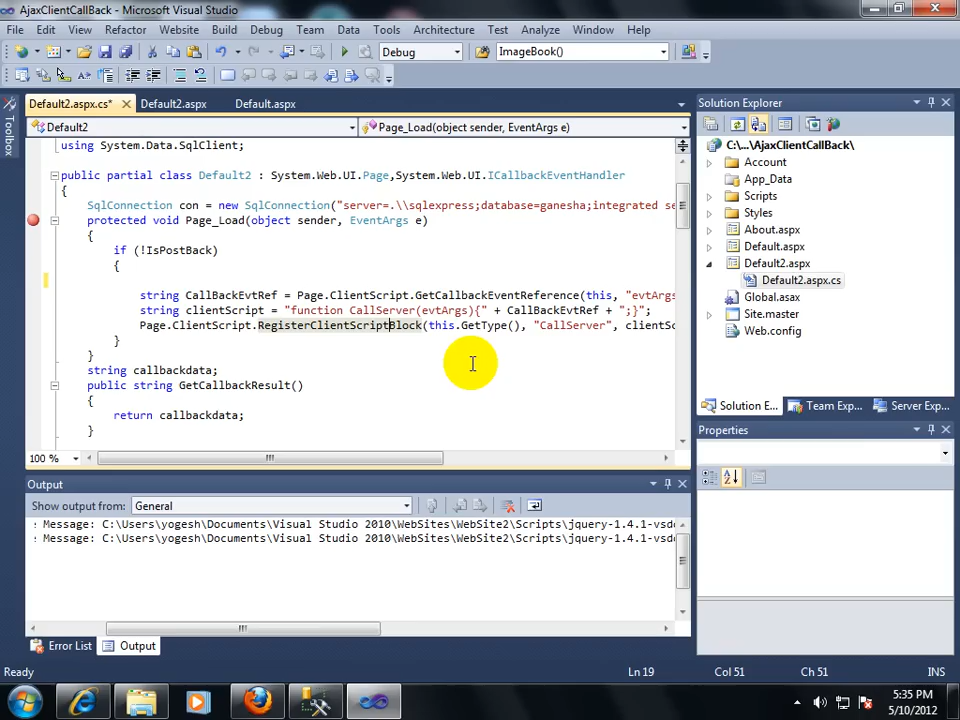 AjaxClientCallBack - Microsoft Visual Studio
File Edit View Refactor Website Build Debug Team Data Tools Architecture Test Analyze Window Help
Debug ImageBook()
Default2.aspx.cs* Default2.aspx Default.aspx
Default2 Page_Load(object sender, EventArgs e)
using System.Data.SqlClient;
public partial class Default2 : System.Web.UI.Page,System.Web.UI.ICallbackEventHandler
{
SqlConnection con = new SqlConnection("server=.\\sqlexpress;database=ganesha;integrated se
protected void Page_Load(object sender, EventArgs e)
{
if (!IsPostBack)
{
string CallBackEvtRef = Page.ClientScript.GetCallbackEventReference(this, "evtArgs
string clientScript = "function CallServer(evtArgs){" + CallBackEvtRef + ";}";
Page.ClientScript.RegisterClientScriptBlock(this.GetType(), "CallServer", clientSc
}
}
string callbackdata;
public string GetCallbackResult()
{
return callbackdata;
}
100 %
Output
Show output from: General
: Message: C:\Users\yogesh\Documents\Visual Studio 2010\WebSites\WebSite2\Scripts\jquery-1.4.1-vsd
: Message: C:\Users\yogesh\Documents\Visual Studio 2010\WebSites\WebSite2\Scripts\jquery-1.4.1-vsd
Error List Output
Toolbox
Solution Explorer
C:\...\AjaxClientCallBack\
Account
App_Data
Scripts
Styles
About.aspx
Default.aspx
Default2.aspx
Default2.aspx.cs
Global.asax
Site.master
Web.config
Solution E... Team Exp... Server Exp...
Properties
Ready Ln 19 Col 51 Ch 51 INS
5:35 PM
5/10/2012